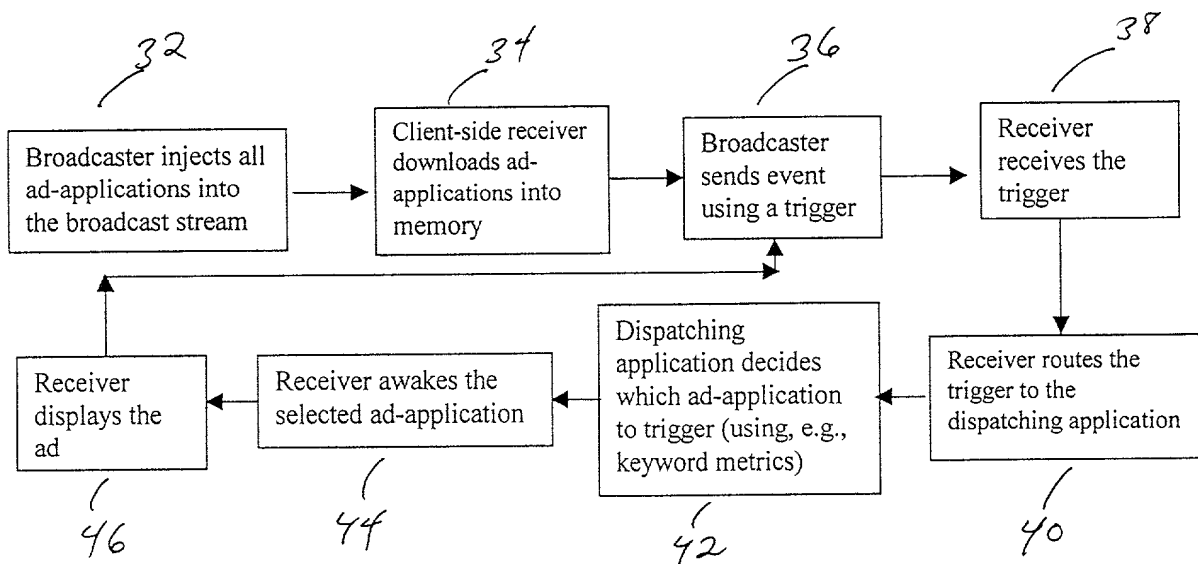 32
34
36
38
Broadcaster injects all
ad-applications into
the broadcast stream
Client-side receiver
downloads ad-
applications into
memory
Broadcaster
sends event
using a trigger
Receiver
receives the
trigger
Receiver
displays the
ad
Receiver awakes the
selected ad-application
Dispatching
application decides
which ad-application
to trigger (using, e.g.,
keyword metrics)
Receiver routes the
trigger to the
dispatching application
46
44
42
40